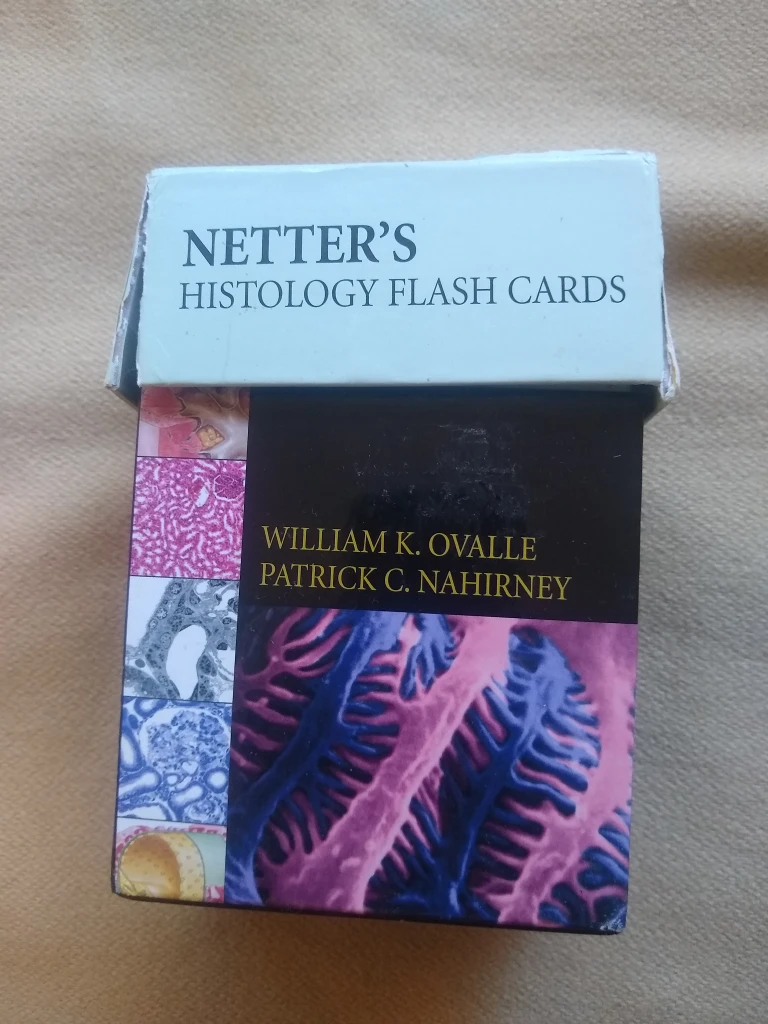 NETTER'S
HISTOLOGY FLASH CARDS
WILLIAM K. OVALLE
PATRICK C. NAHIRNEY